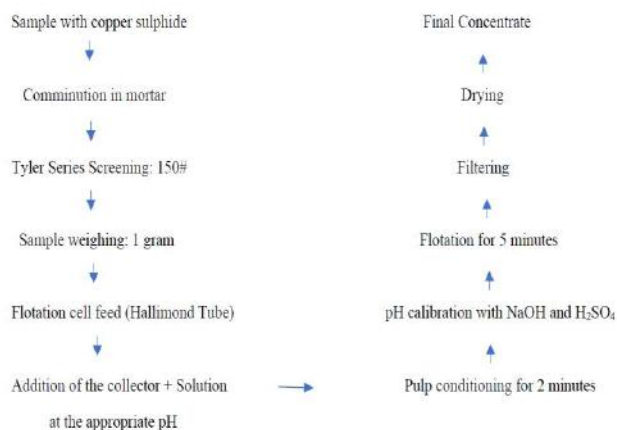 Sample with copper sulphide
Comminution in mortar
Tyler Series Screening: 150#
Sample weighing: 1 gram
Flotation cell feed (Hallimond Tube)
Addition of the collector + Solution
at the appropriate pH
Pulp conditioning for 2 minutes
pH calibration with NaOH and H₂SO₄
Flotation for 5 minutes
Filtering
Drying
Final Concentrate